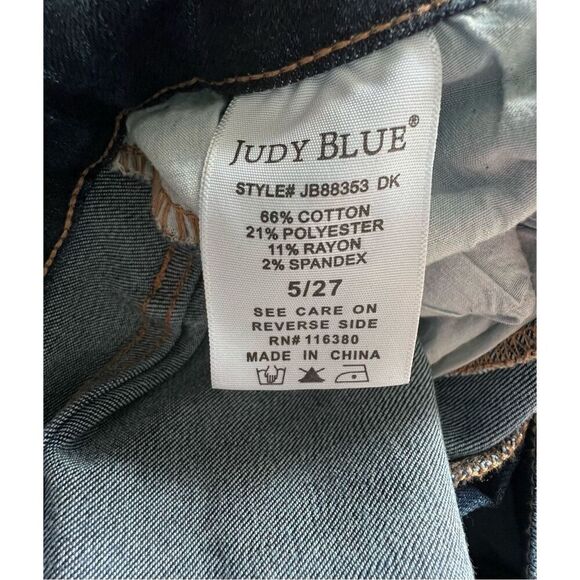 JUDY BLUE®
STYLE# JB88353 DK
66% COTTON
21% POLYESTER
11% RAYON
2% SPANDEX
5/27
SEE CARE ON
REVERSE SIDE
RN# 116380
MADE IN CHINA